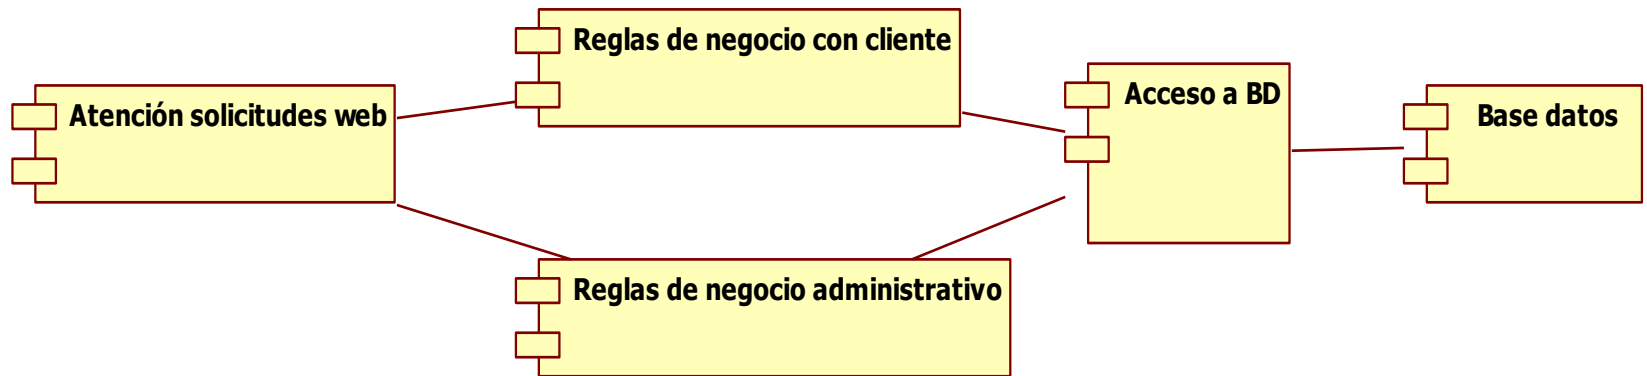 Reglas de negocio con cliente
Atención solicitudes web
Acceso a BD
Base datos
Reglas de negocio administrativo